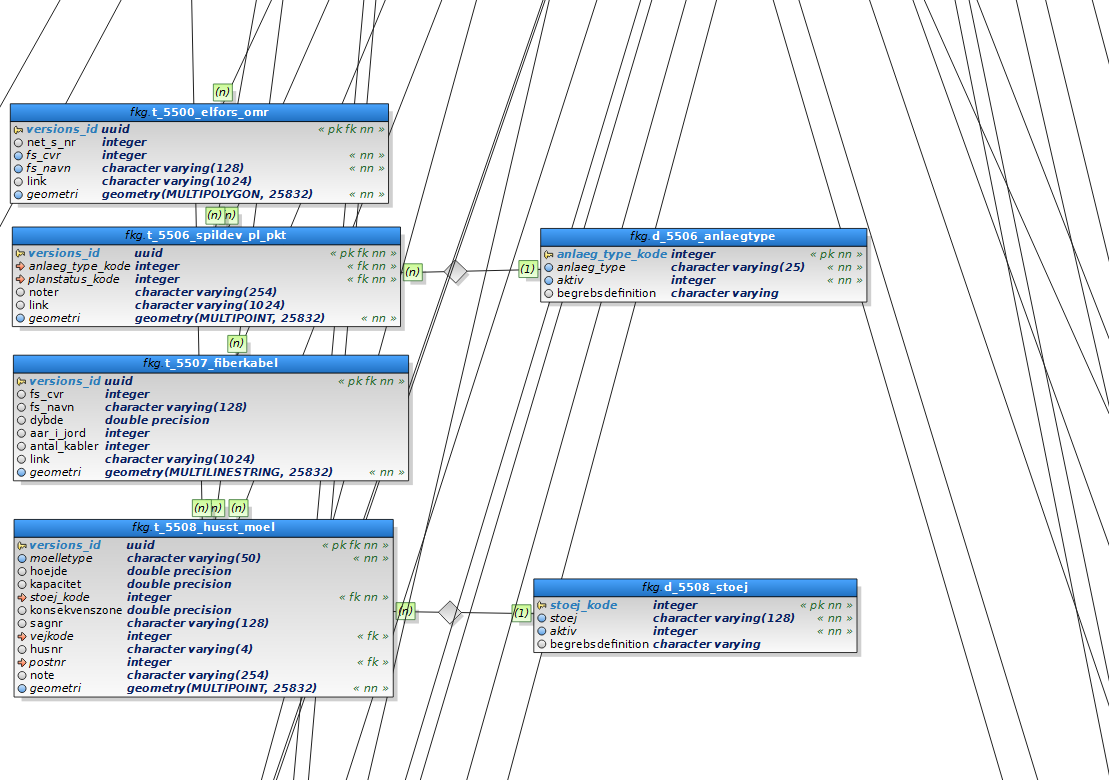 (n)
fkg.t_5500_elfors_omr
versions_id uuid « pk fk nn »
net_s_nr integer
fs_cvr integer « nn »
fs_navn character varying(128) « nn »
link character varying(1024)
geometri geometry(MULTIPOLYGON, 25832) « nn »
(n) n)
fkg.t_5506_spildev_pl_pkt
versions_id uuid « pk fk nn »
anlaeg_type_kode integer « fk nn »
planstatus_kode integer « fk nn »
noter character varying(254)
link character varying(1024)
geometri geometry(MULTIPOINT, 25832) « nn »
(n) (1)
fkg.d_5506_anlaegtype
anlaeg_type_kode integer « pk nn »
anlaeg_type character varying(25) « nn »
aktiv integer « nn »
begrebsdefinition character varying
(n)
fkg.t_5507_fiberkabel
versions_id uuid « pk fk nn »
fs_cvr integer
fs_navn character varying(128)
dybde double precision
aar_i_jord integer
antal_kabler integer
link character varying(1024)
geometri geometry(MULTILINESTRING, 25832) « nn »
(n) n) (n)
fkg.t_5508_husst_moel
versions_id uuid « pk fk nn »
moelletype character varying(50) « nn »
hoejde double precision
kapacitet double precision
stoej_kode integer « fk nn »
konsekvenszone double precision
sagnr character varying(128)
vejkode integer « fk »
husnr character varying(4)
postnr integer « fk »
note character varying(254)
geometri geometry(MULTIPOINT, 25832) « nn »
(n) (1)
fkg.d_5508_stoej
stoej_kode integer « pk nn »
stoej character varying(128) « nn »
aktiv integer « nn »
begrebsdefinition character varying